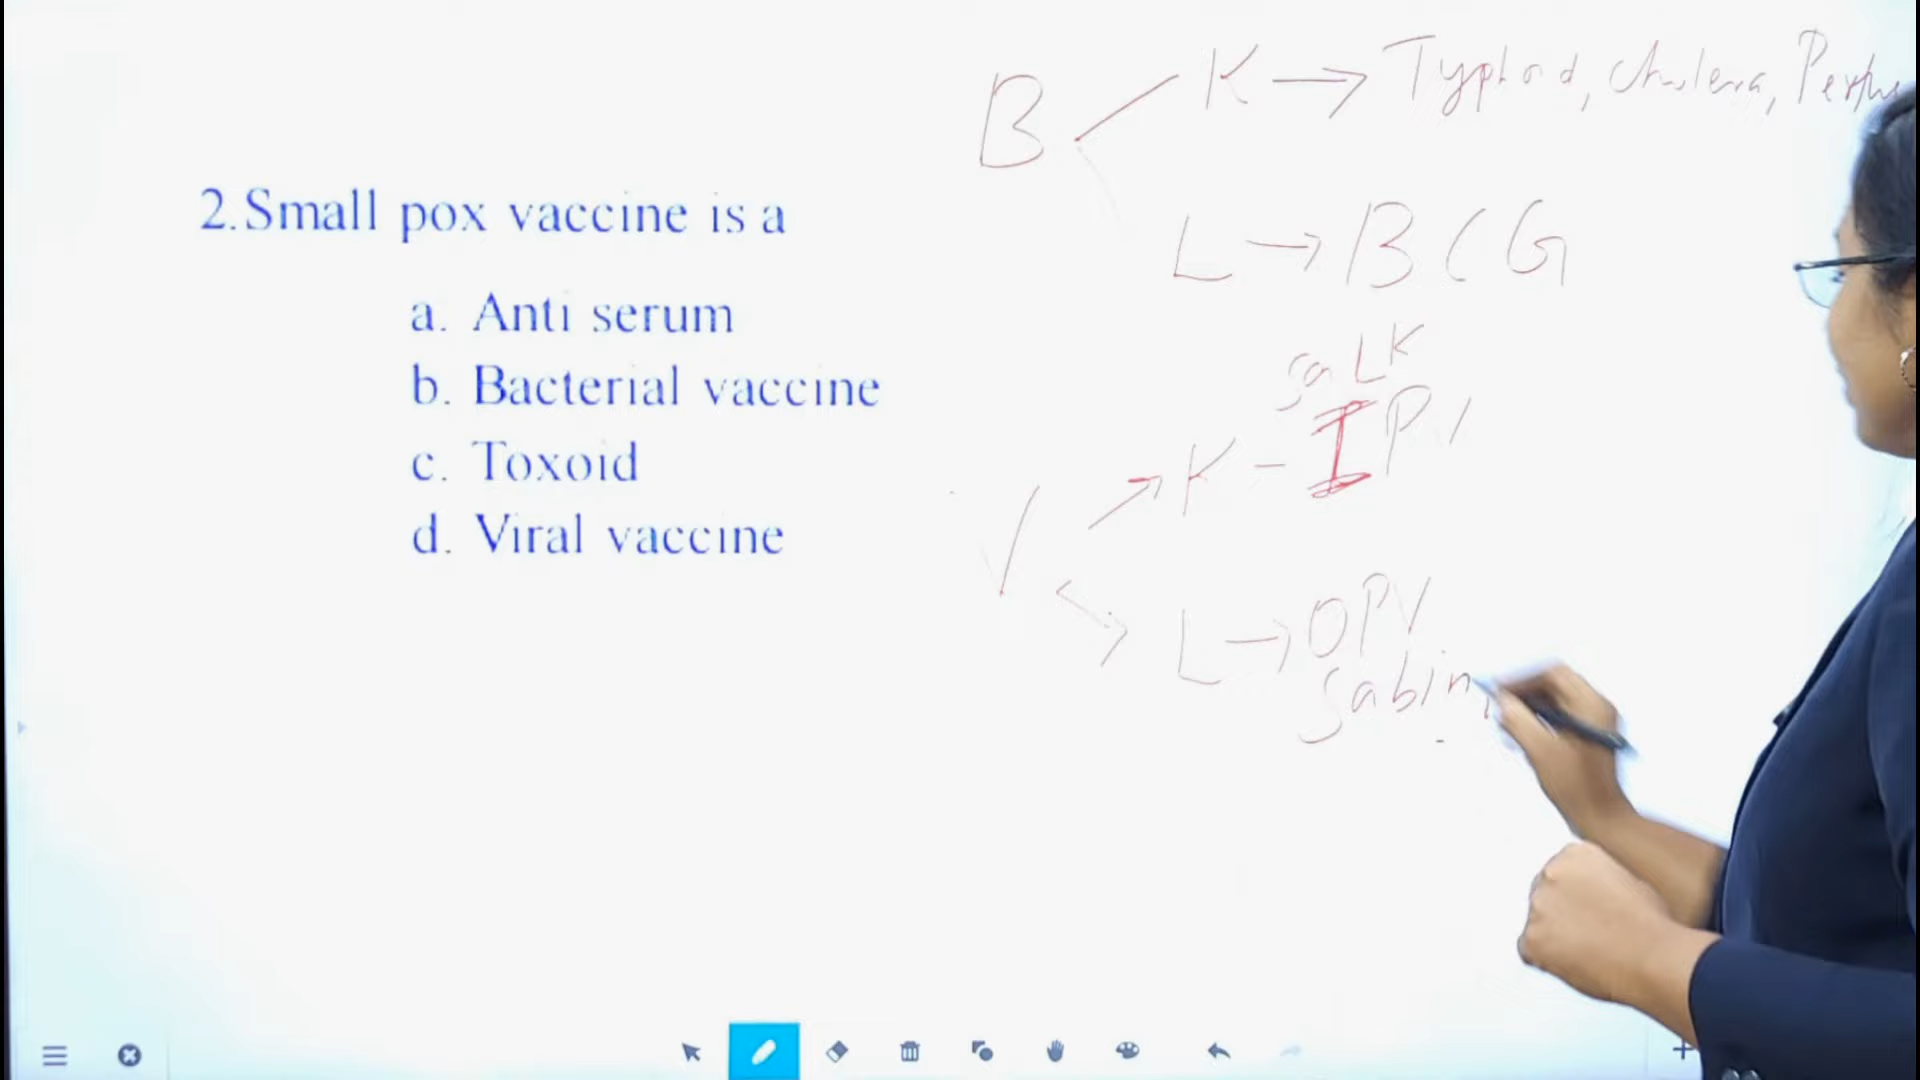 2. Small pox vaccine is a
a. Anti serum
b. Bacterial vaccine
c. Toxoid
d. Viral vaccine
B K → Typhoid, Cholera,
L → BCG
SaLK
V K - IPV
L → OPV
Sabin